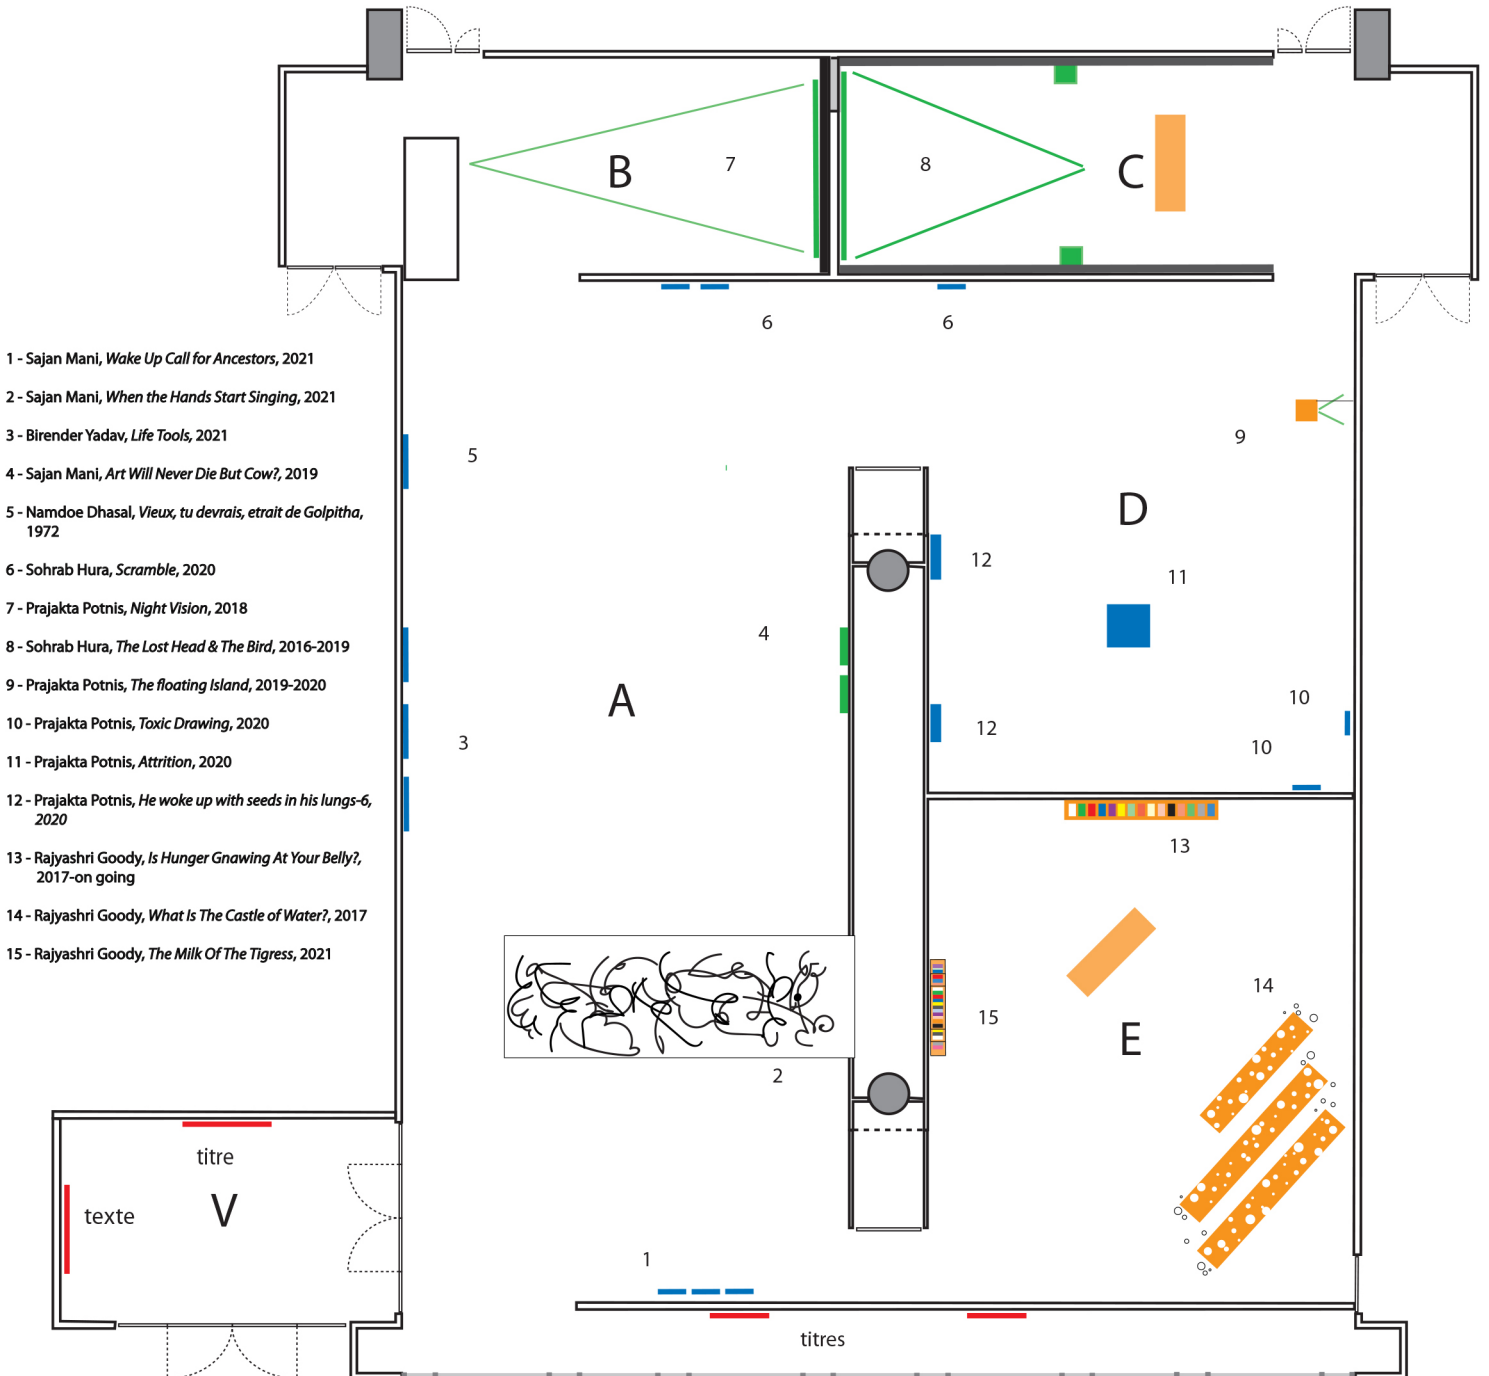 B
7
8
C
6
6
1 - Sajan Mani, Wake Up Call for Ancestors, 2021
2 - Sajan Mani, When the Hands Start Singing, 2021
3 - Birender Yadav, Life Tools, 2021
4 - Sajan Mani, Art Will Never Die But Cow?, 2019
5 - Namdoe Dhasal, Vieux, tu devrais, etrait de Golpitha,
1972
6 - Sohrab Hura, Scramble, 2020
7 - Prajakta Potnis, Night Vision, 2018
8 - Sohrab Hura, The Lost Head & The Bird, 2016-2019
9 - Prajakta Potnis, The floating Island, 2019-2020
10 - Prajakta Potnis, Toxic Drawing, 2020
11 - Prajakta Potnis, Attrition, 2020
12 - Prajakta Potnis, He woke up with seeds in his lungs-6,
2020
13 - Rajyashri Goody, Is Hunger Gnawing At Your Belly?,
2017-on going
14 - Rajyashri Goody, What Is The Castle of Water?, 2017
15 - Rajyashri Goody, The Milk Of The Tigress, 2021
5
9
D
12
11
4
A
10
12
3
10
13
14
15
E
2
titre
V
texte
1
titres